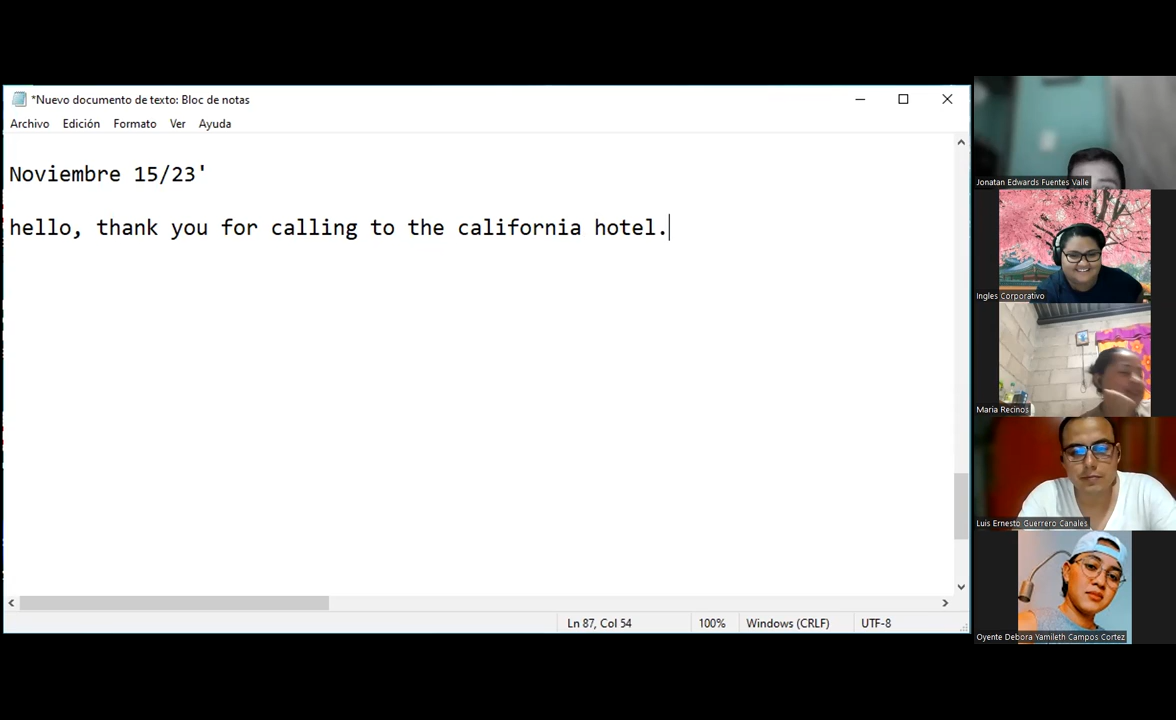 *Nuevo documento de texto: Bloc de notas
Archivo Edición Formato Ver Ayuda
Noviembre 15/23'
hello, thank you for calling to the california hotel.
Ln 87, Col 54 100% Windows (CRLF) UTF-8
Jonatan Edwards Fuentes Valle
Ingles Corporativo
Maria Recinos
Luis Ernesto Guerrero Canales
Oyente Debora Yamileth Campos Cortez